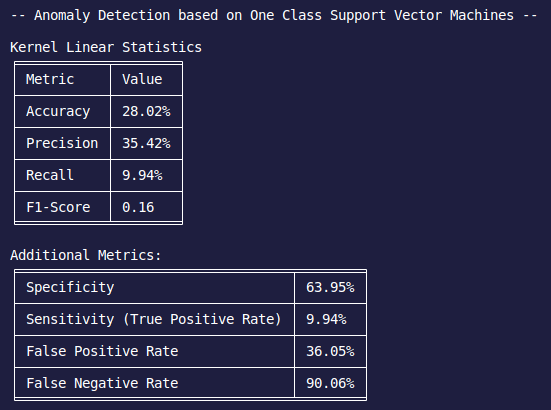 -- Anomaly Detection based on One Class Support Vector Machines --
Kernel Linear Statistics
Metric Value
Accuracy 28.02%
Precision 35.42%
Recall 9.94%
F1-Score 0.16
Additional Metrics:
Specificity 63.95%
Sensitivity (True Positive Rate) 9.94%
False Positive Rate 36.05%
False Negative Rate 90.06%